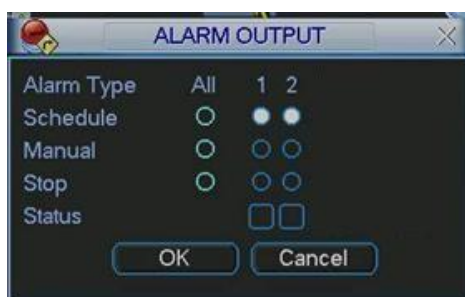 ALARM OUTPUT
Alarm Type All 1 2
Schedule
Manual
Stop
Status
OK Cancel